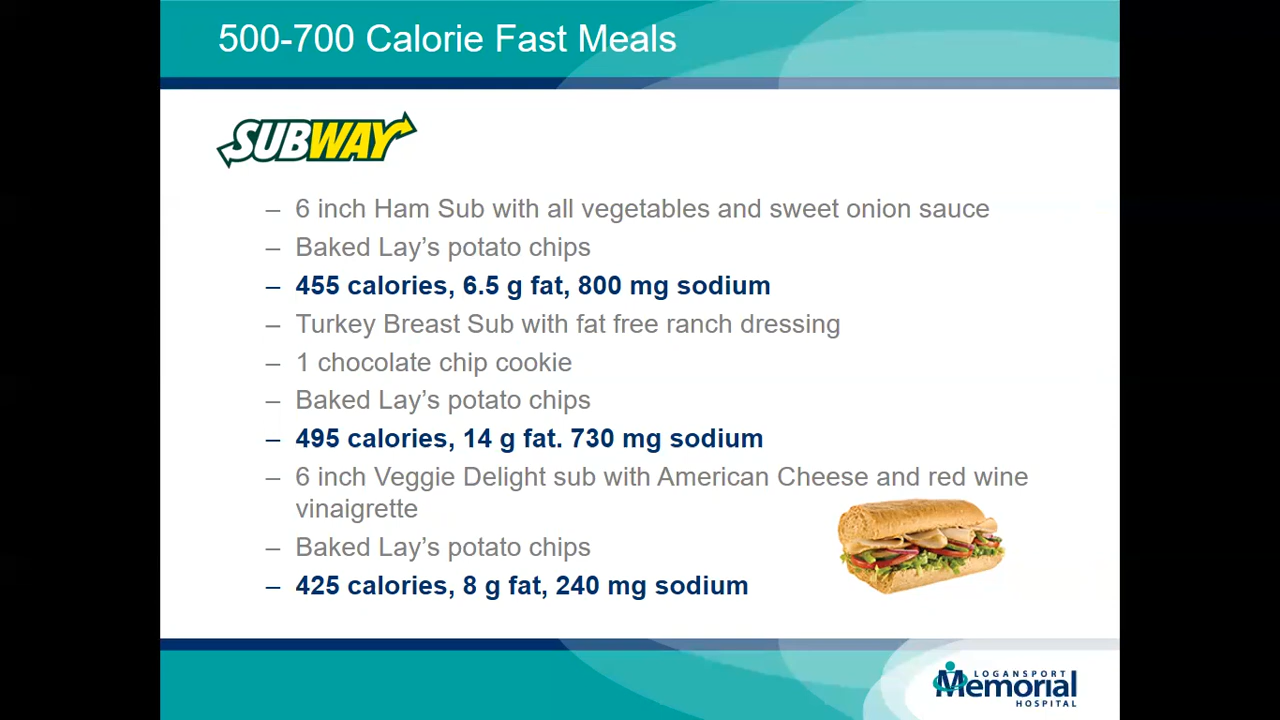 500-700 Calorie Fast Meals
SUBWAY
– 6 inch Ham Sub with all vegetables and sweet onion sauce
– Baked Lay's potato chips
– 455 calories, 6.5 g fat, 800 mg sodium
– Turkey Breast Sub with fat free ranch dressing
– 1 chocolate chip cookie
– Baked Lay's potato chips
– 495 calories, 14 g fat. 730 mg sodium
– 6 inch Veggie Delight sub with American Cheese and red wine
vinaigrette
– Baked Lay's potato chips
– 425 calories, 8 g fat, 240 mg sodium
LOGANSPORT
Memorial
HOSPITAL